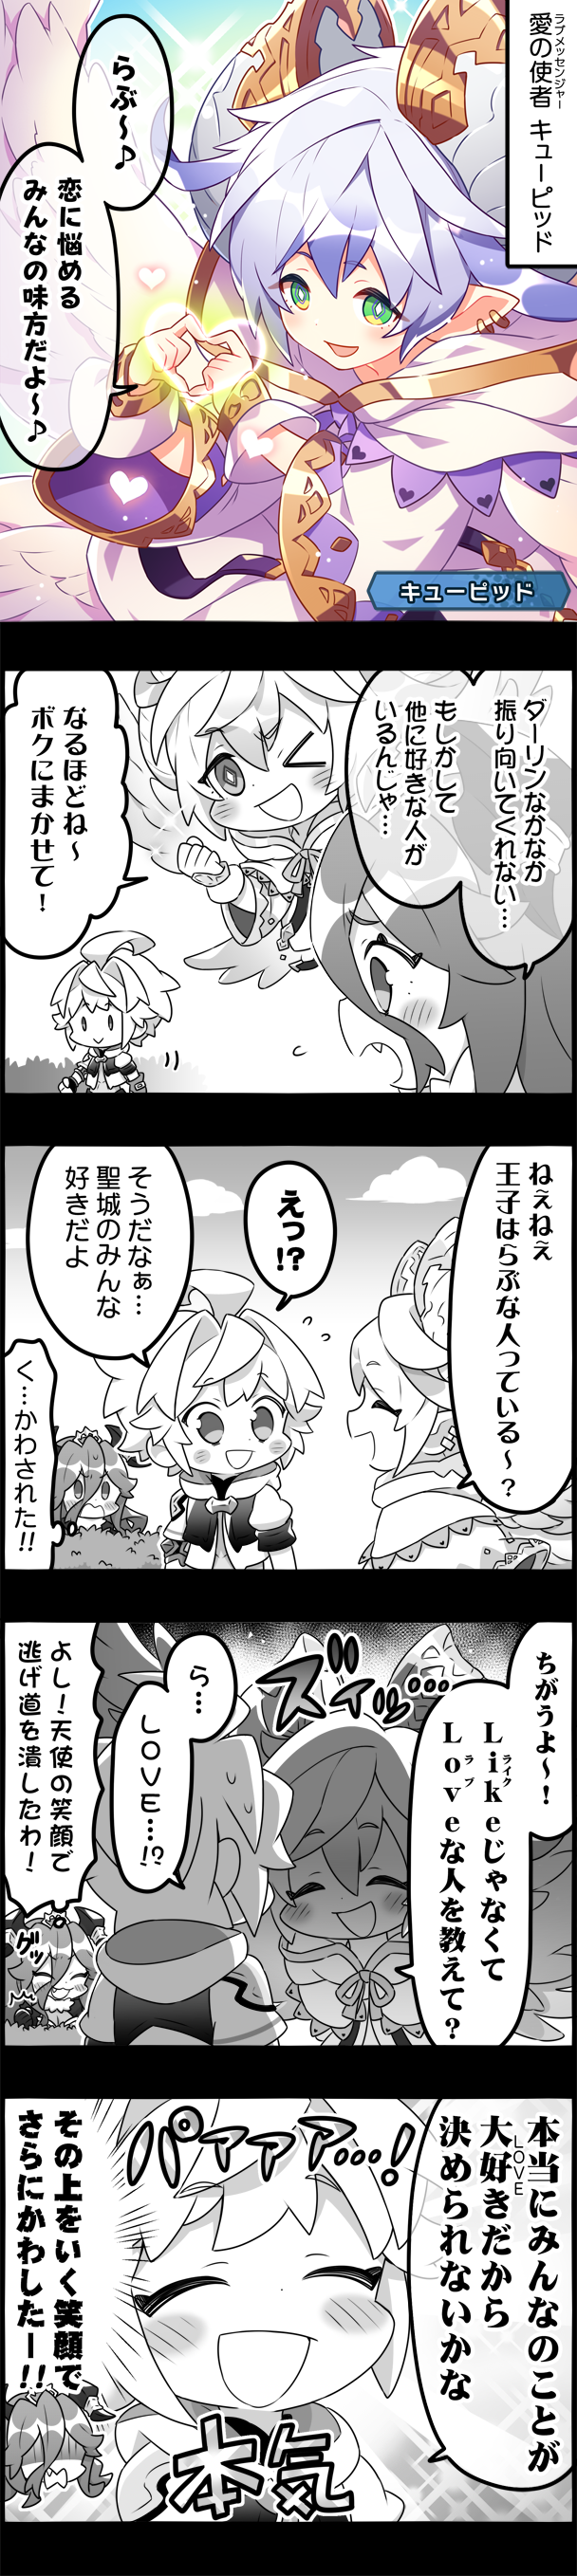 愛の使者 キューピッド
ラブメッセンジャー
らぶ～♪
恋に悩める
みんなの味方だよ～♪
キューピッド
ダーリンなかなか
振り向いてくれない…
もしかして
他に好きな人が
いるんじゃ…
なるほどね～
ボクにまかせて！
ねぇねぇ
王子はらぶな人っている～？
えっ!?
そうだなぁ…
聖城のみんな
好きだよ
く…かわされた!!
ちがうよ～！
Likeじゃなくて
ライク
Loveな人を教えて？
ラブ
ズイッ…
ら…
LOVE…!?
よし！天使の笑顔で
逃げ道を潰したわ！
グッ
本当にみんなのことが
大好きだから
LOVE
決められないかな
パァァァ…！
その上をいく笑顔で
さらにかわしたー!!
本気